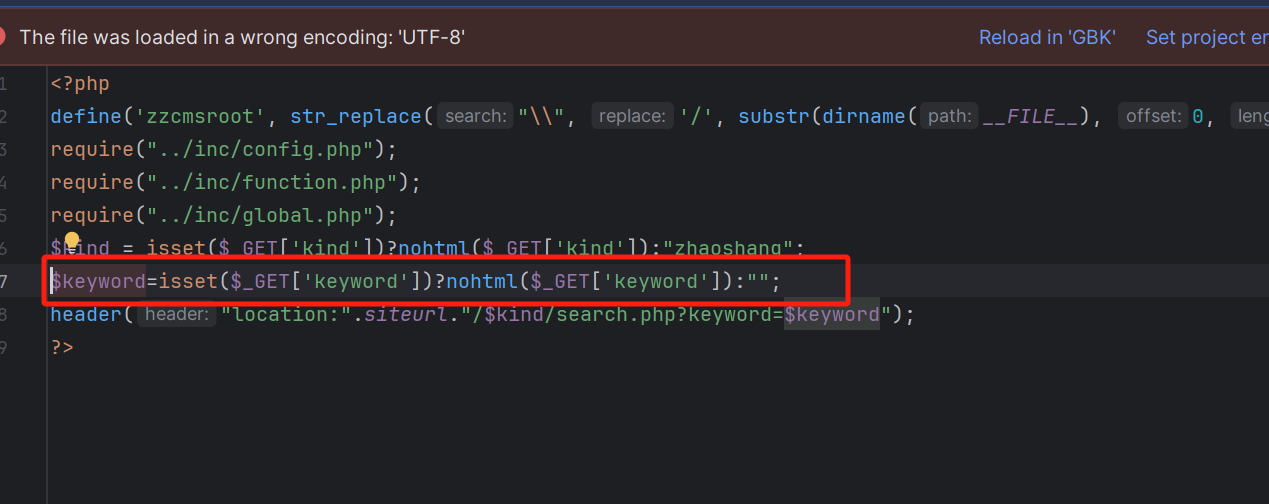 The file was loaded in a wrong encoding: 'UTF-8' Reload in 'GBK' Set project en
1 <?php
2 define('zzcmsroot', str_replace( search: "\\", replace: '/', substr(dirname( path: __FILE__), offset: 0, leng
3 require("../inc/config.php");
4 require("../inc/function.php");
5 require("../inc/global.php");
6 $kind = isset($_GET['kind'])?nohtml($_GET['kind']):"zhaoshang";
7 $keyword=isset($_GET['keyword'])?nohtml($_GET['keyword']):"";
8 header( header: "location:".siteurl."/$kind/search.php?keyword=$keyword");
9 ?>